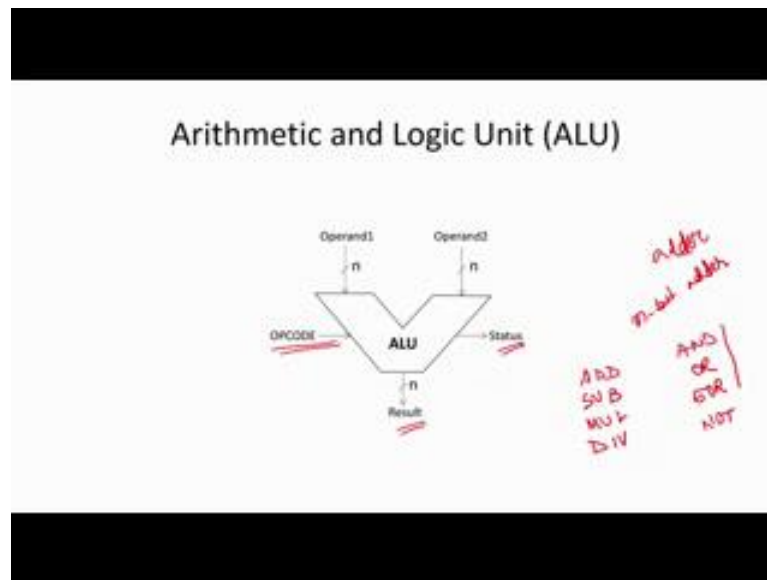 Arithmetic and Logic Unit (ALU)
Operand1 Operand2
n n
OPCODE ALU Status
n
Result
adder
n-bit adder
ADD AND
SUB OR
MUL EOR
DIV NOT